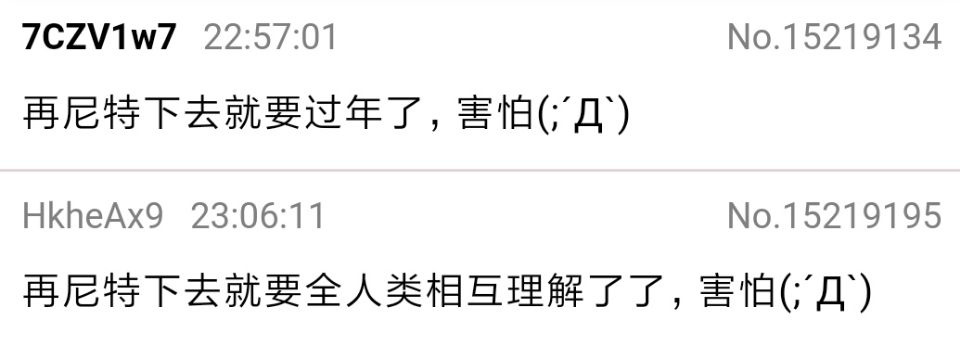 7CZV1w7 22:57:01 No.15219134
再尼特下去就要过年了，害怕(;´Д`)
HkheAx9 23:06:11 No.15219195
再尼特下去就要全人类相互理解了了，害怕(;´Д`)